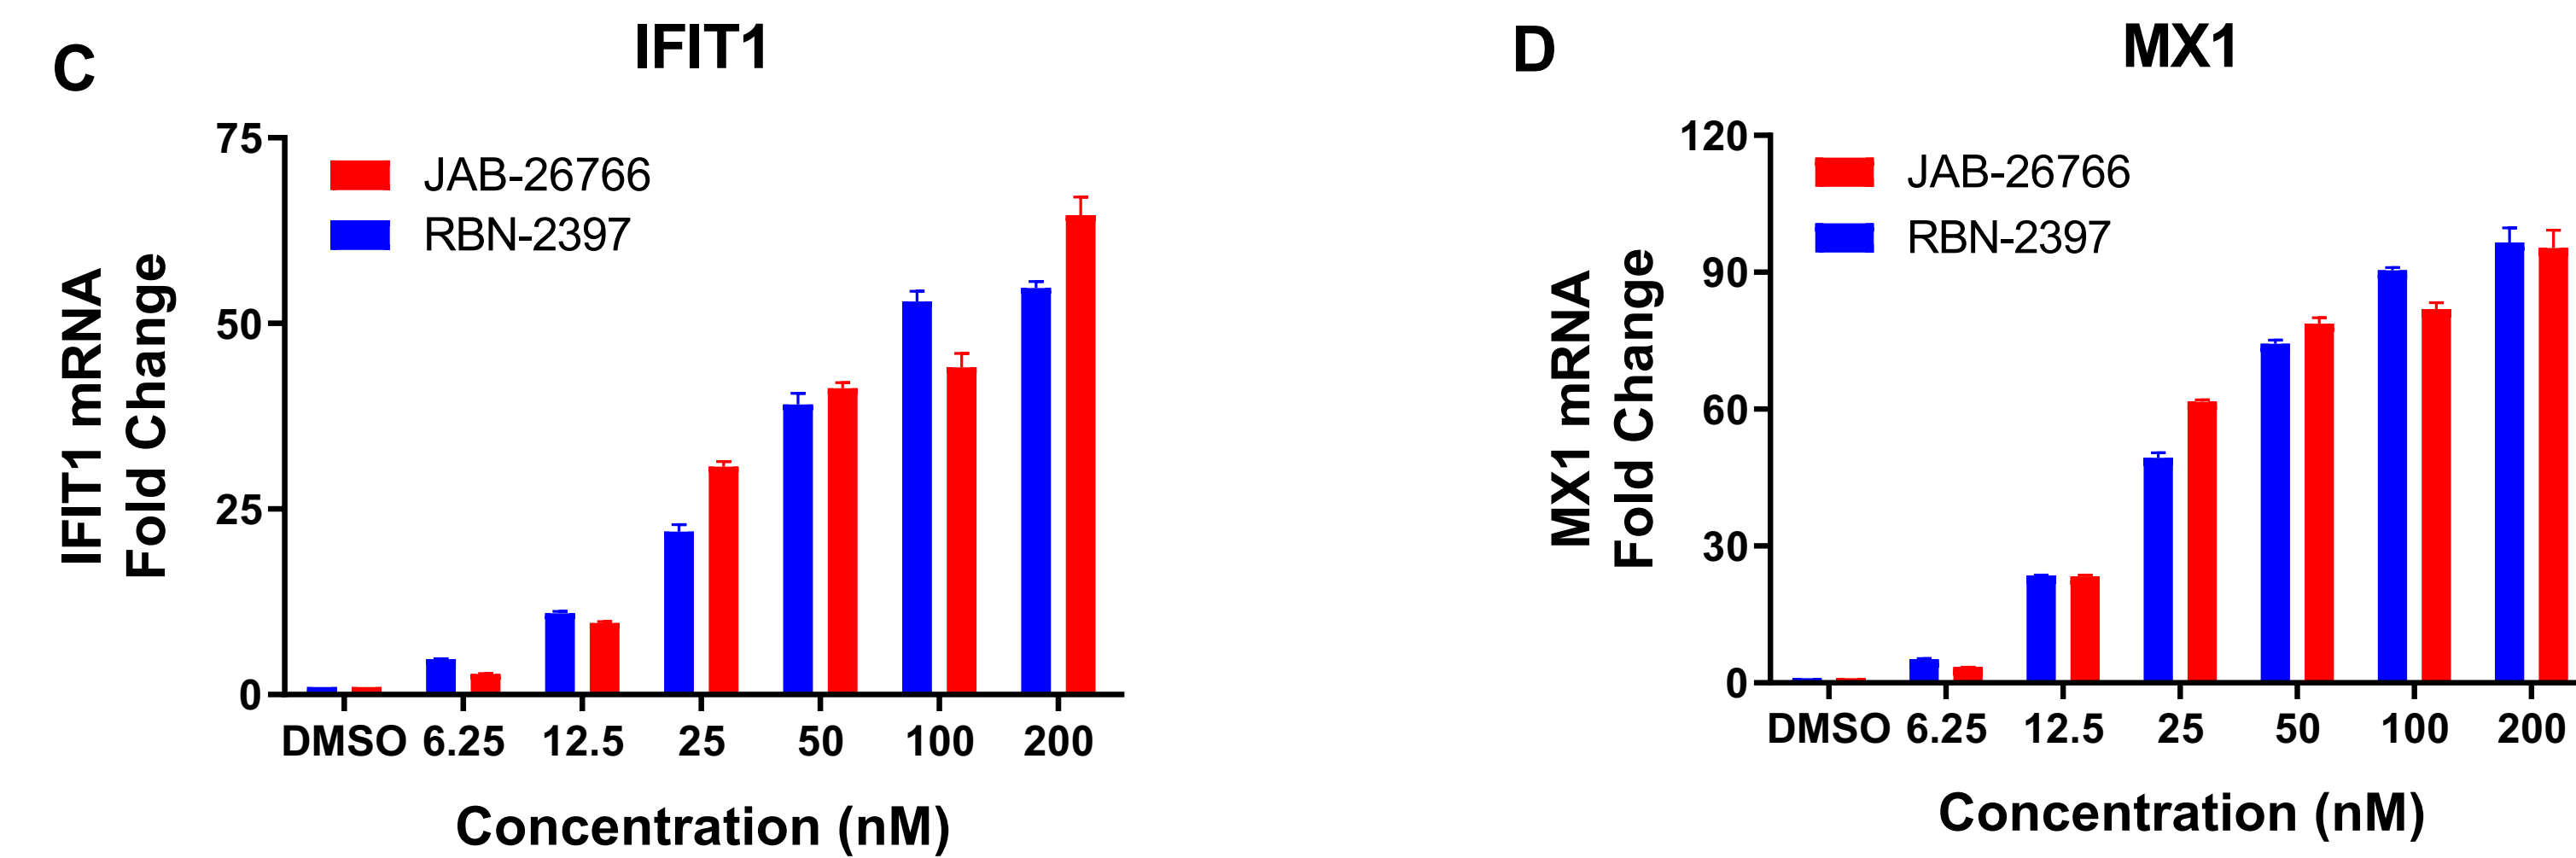 C
IFIT1
75
50
25
0
JAB-26766
RBN-2397
IFIT1 mRNA
Fold Change
DMSO 6.25 12.5 25 50 100 200
Concentration (nM)
D
MX1
120
90
60
30
0
JAB-26766
RBN-2397
MX1 mRNA
Fold Change
DMSO 6.25 12.5 25 50 100 200
Concentration (nM)